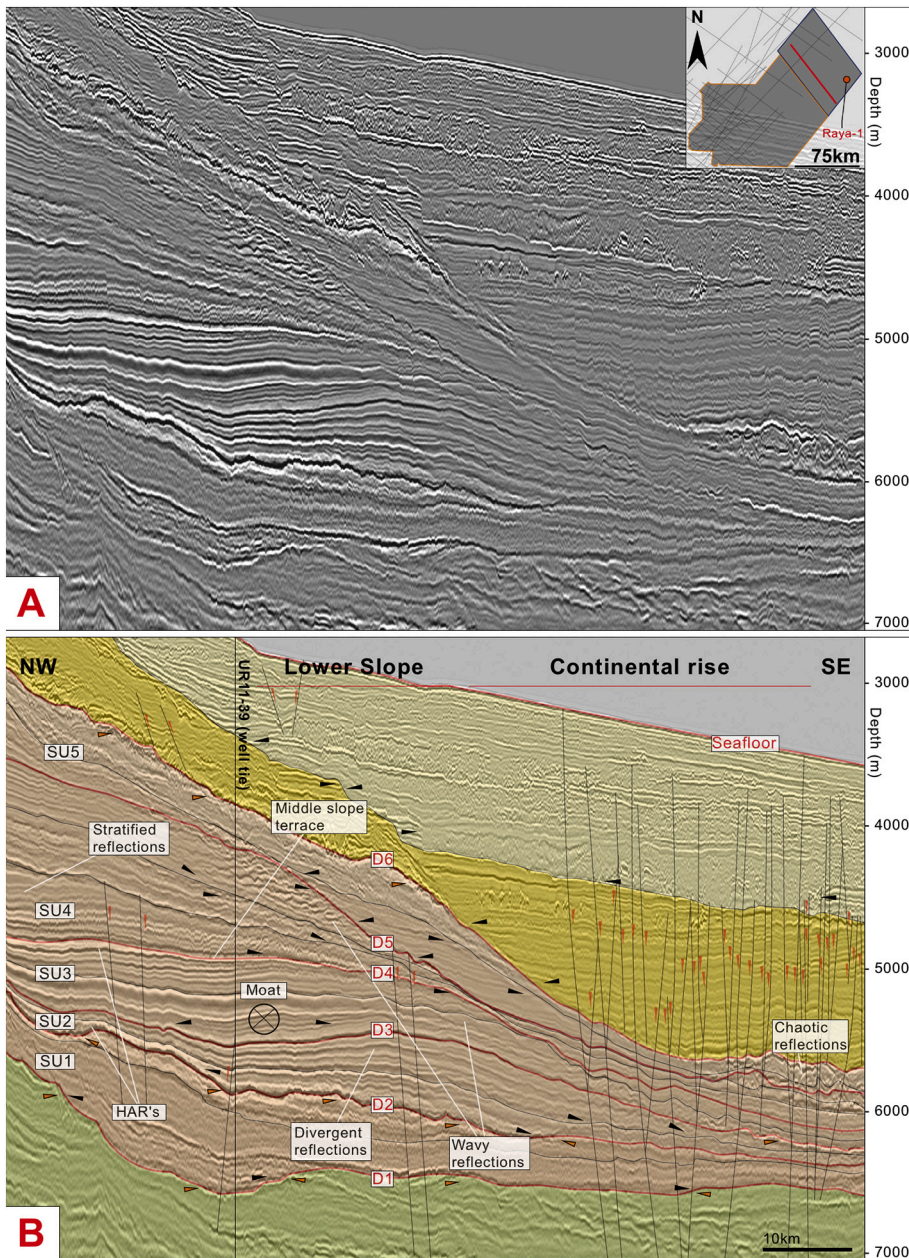 N
3000
Depth (m)
Raya-1
75km
4000
5000
6000
A
7000
NW
Lower Slope
Continental rise
SE
UR11-39 (well tie)
3000
Depth (m)
Seafloor
SU5
Middle slope
terrace
4000
Stratified
reflections
D6
SU4
D5
D4
5000
SU3
Moat
SU2
D3
Chaotic
reflections
SU1
HAR's
D2
Divergent
reflections
Wavy
reflections
6000
D1
B
10km
7000